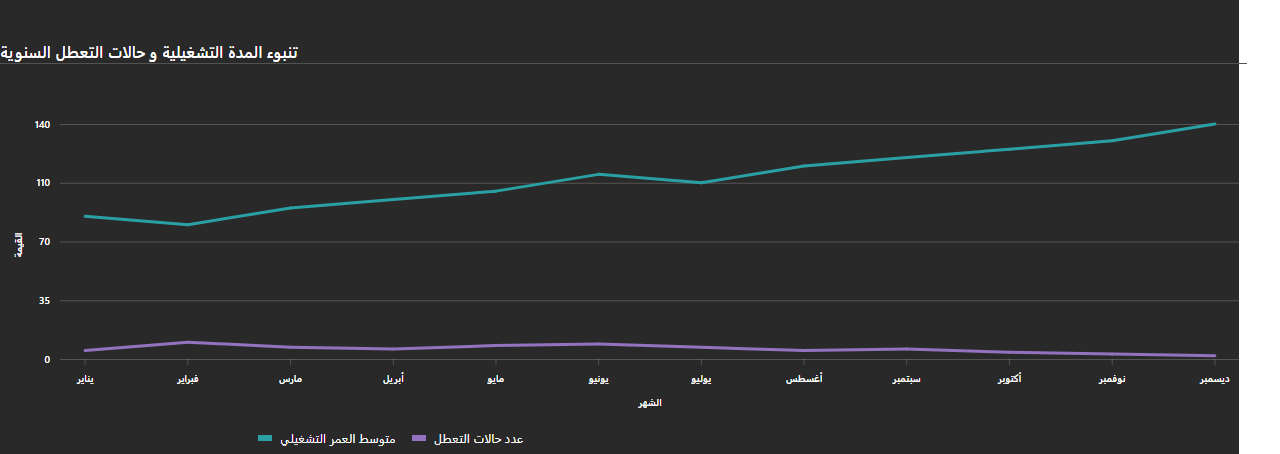 تنبوء المدة التشغيلية و حالات التعطل السنوية
140
110
70
35
0
القيمة
يناير فبراير مارس أبريل مايو يونيو يوليو أغسطس سبتمبر أكتوبر نوفمبر ديسمبر
الشهر
متوسط العمر التشغيلي عدد حالات التعطل